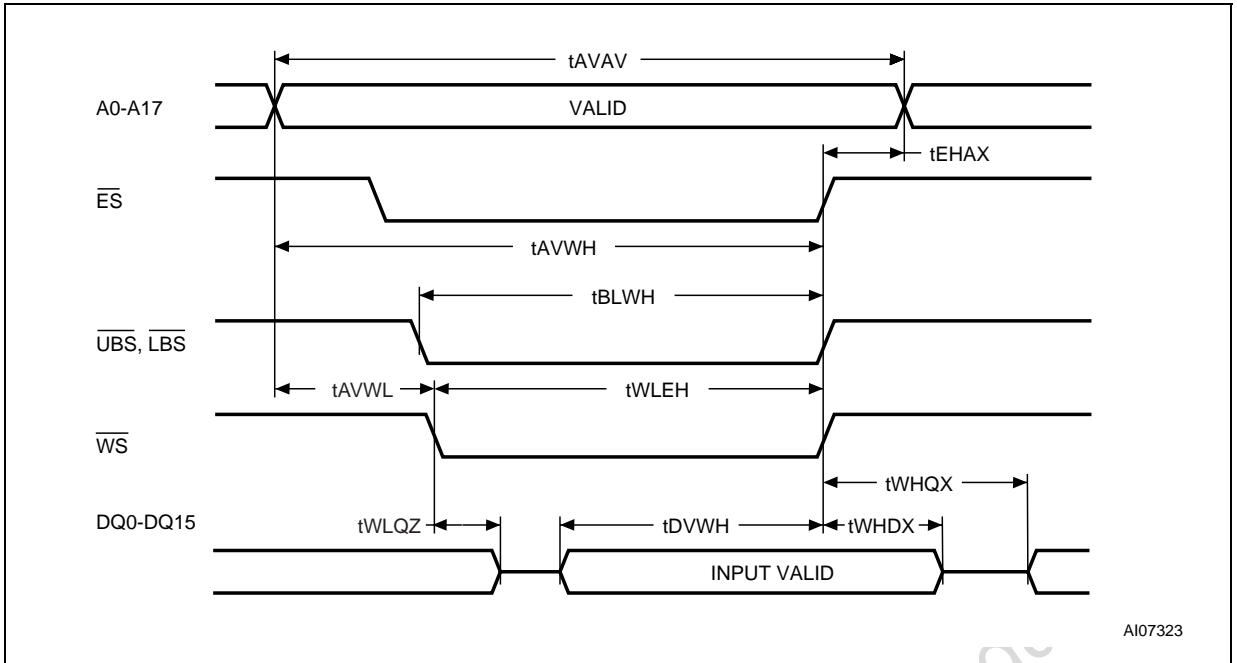 tAVAV
A0-A17
VALID
tEHAX
ES
tAVWH
tBLWH
UBS, LBS
tAVWL
tWLEH
WS
tWHQX
DQ0-DQ15
tWLQZ
tDVWH
tWHDX
INPUT VALID
AI07323